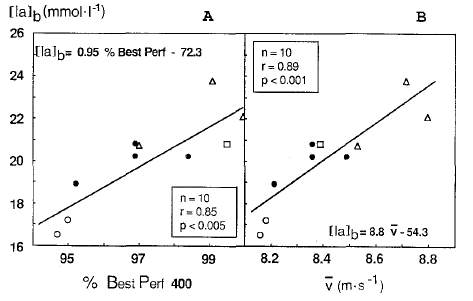 [la]b (mmol·l⁻¹) A B
26
24
22
20
18
16
[la]b = 0.95 % Best Perf - 72.3
n = 10
r = 0.85
p < 0.005
95 97 99
% Best Perf 400
n = 10
r = 0.89
p < 0.001
[la]b = 8.8 v̅ - 54.3
8.2 8.4 8.6 8.8
v̅ (m·s⁻¹)